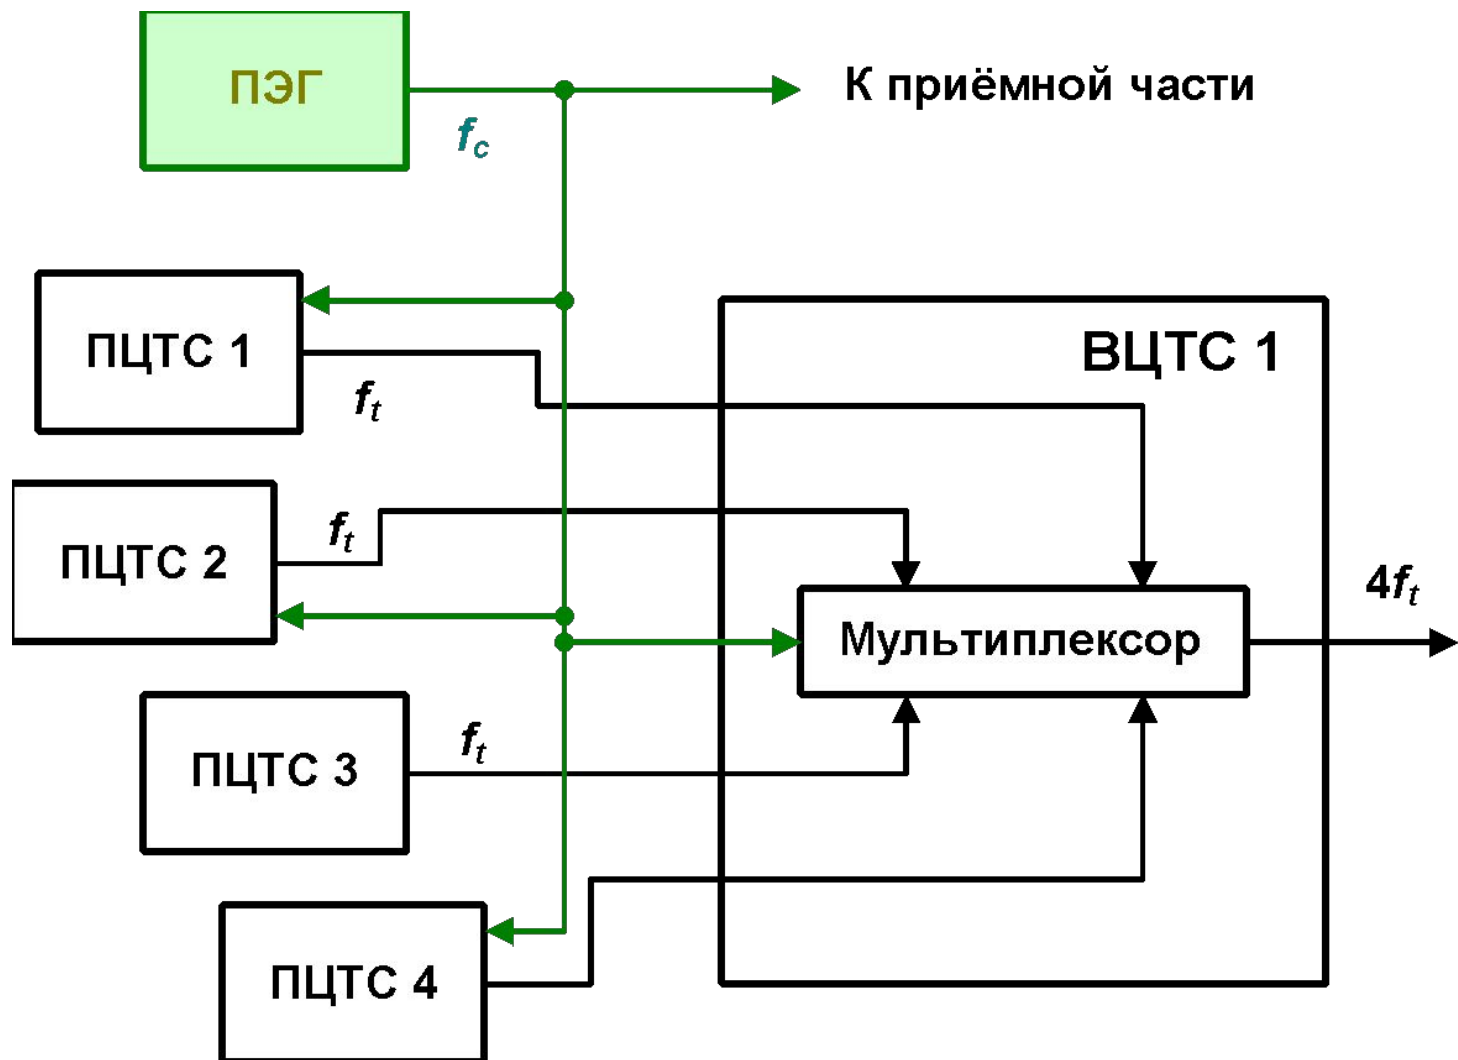 ПЭГ
К приёмной части
fc
ПЦТС 1
ВЦТС 1
ft
ПЦТС 2
ft
4ft
Мультиплексор
ПЦТС 3
ft
ПЦТС 4